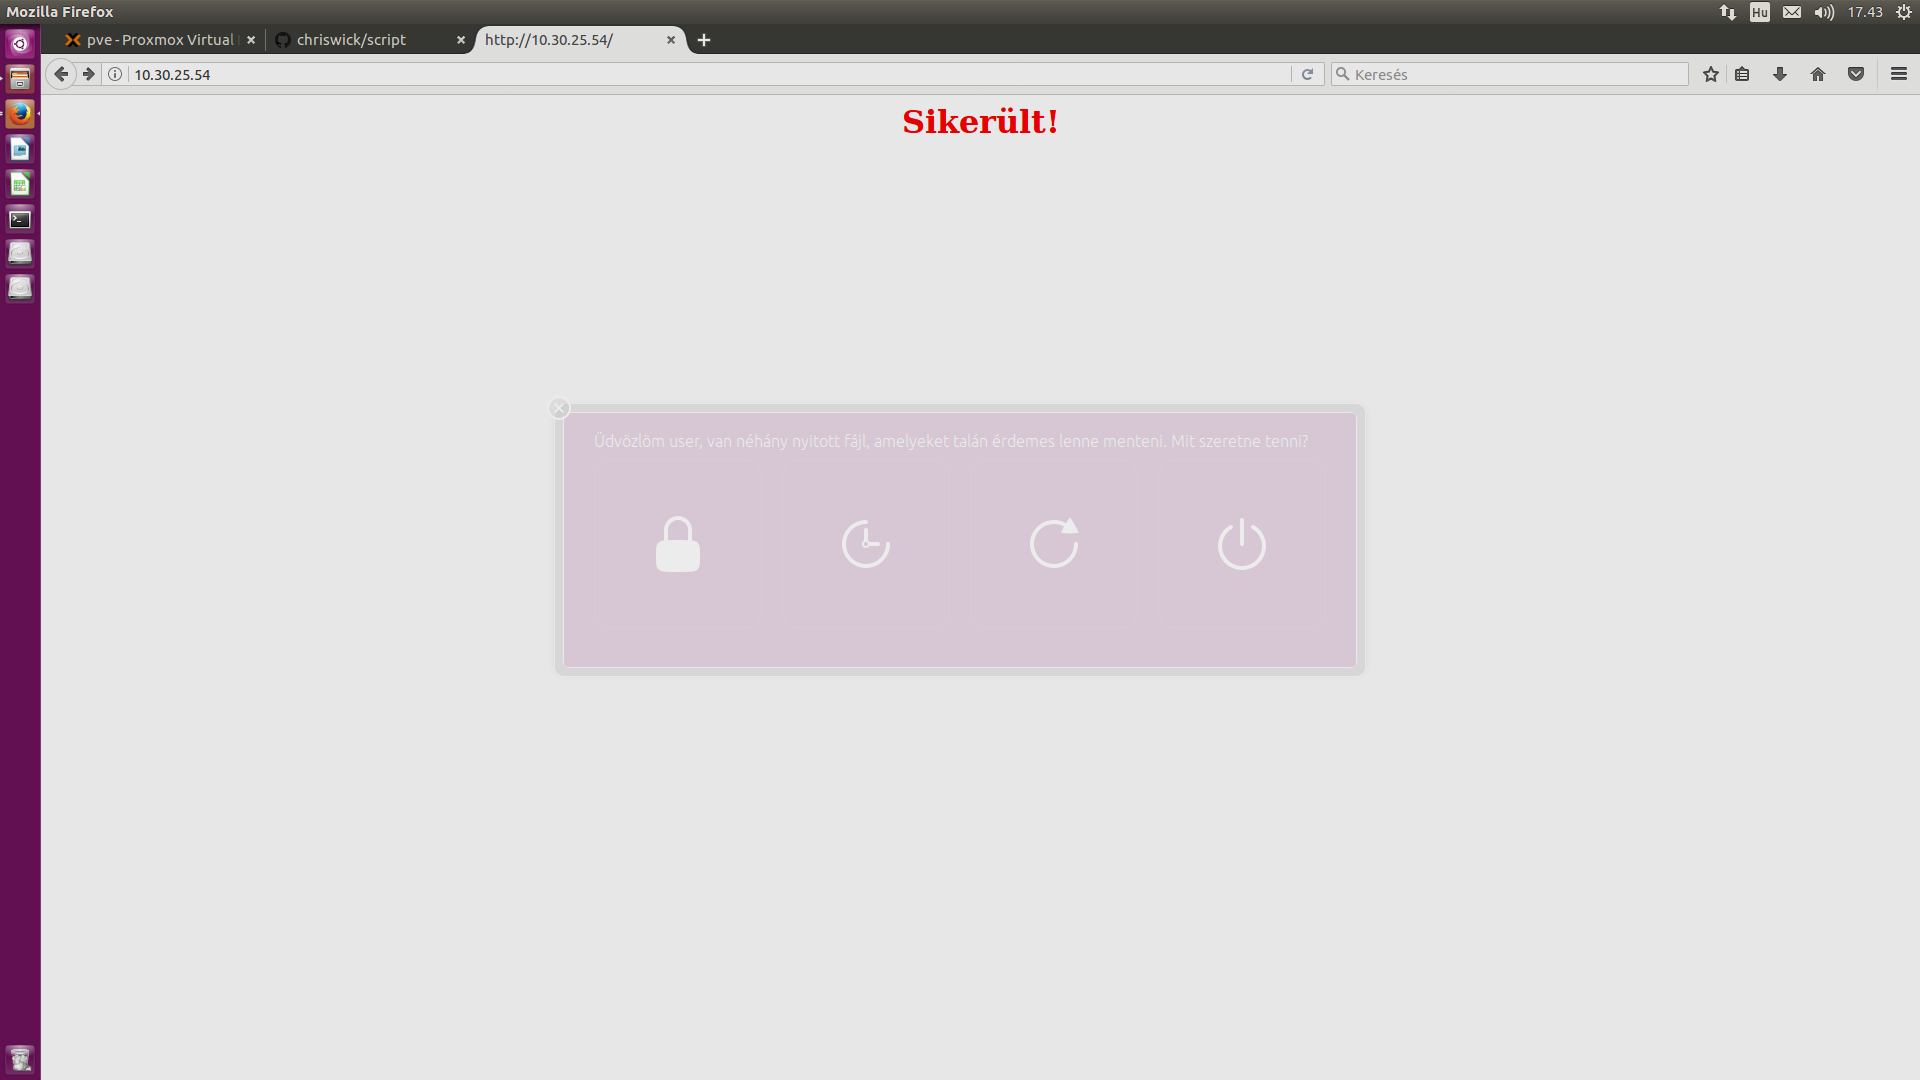 Mozilla Firefox
Hu
17.43
pve - Proxmox Virtual
chriswick/script
http://10.30.25.54/
10.30.25.54
Keresés
Sikerült!
Üdvözlöm user, van néhány nyitott fájl, amelyeket talán érdemes lenne menteni. Mit szeretne tenni?